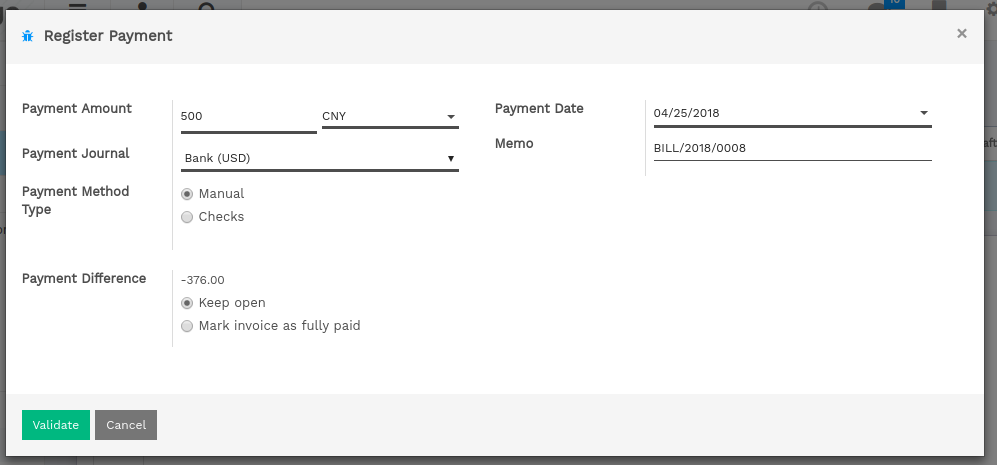 Register Payment
×
Payment Amount
500
CNY
Payment Date
04/25/2018
Payment Journal
Bank (USD)
Memo
BILL/2018/0008
Payment Method
Type
Manual
Checks
Payment Difference
-376.00
Keep open
Mark invoice as fully paid
Validate
Cancel